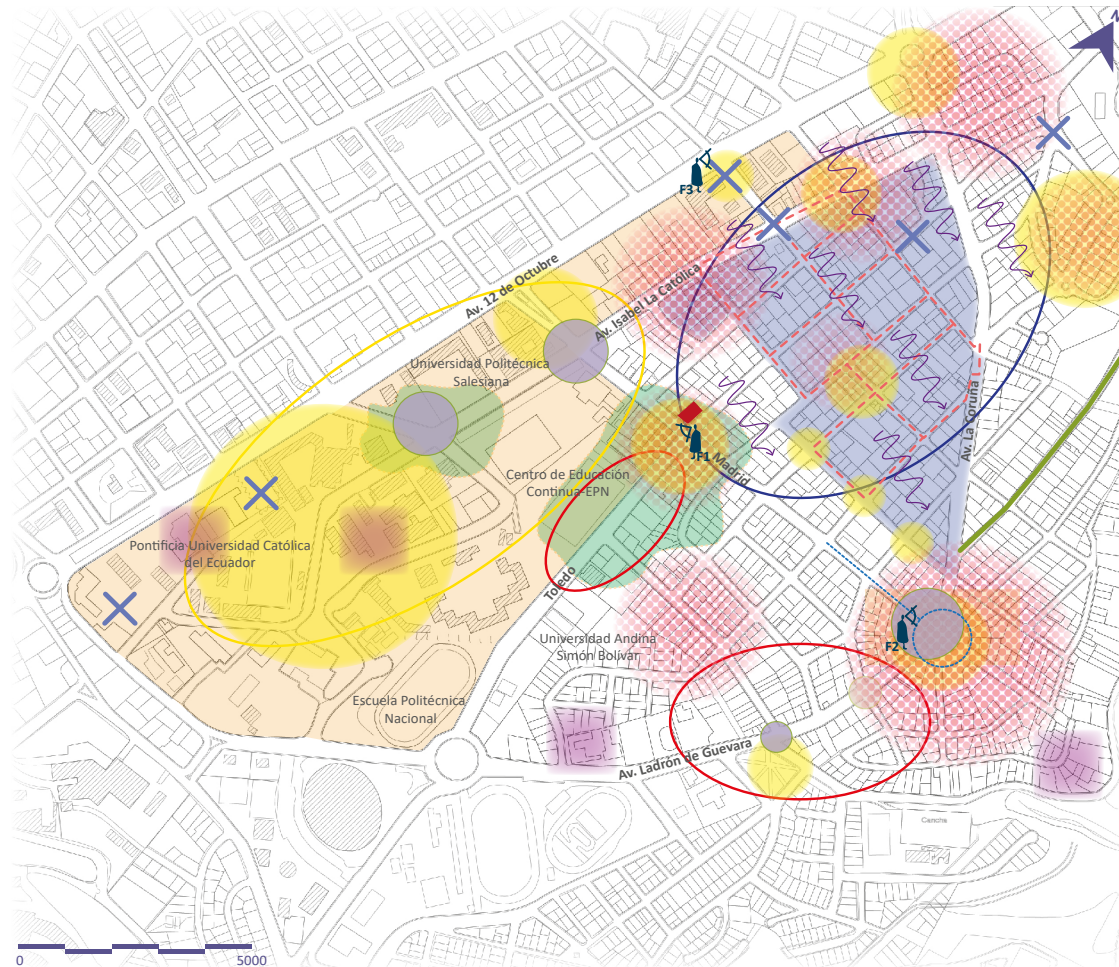 N
F3
Av. 12 de Octubre
Av. Isabel La Católica
Universidad Politécnica
Salesiana
Av. La Coruña
F1
Madrid
Centro de Educación
Continua-EPN
Pontificia Universidad Católica
del Ecuador
Toledo
F2
Universidad Andina
Simón Bolívar
Escuela Politécnica
Nacional
Av. Ladrón de Guevara
Cancha
0
5000